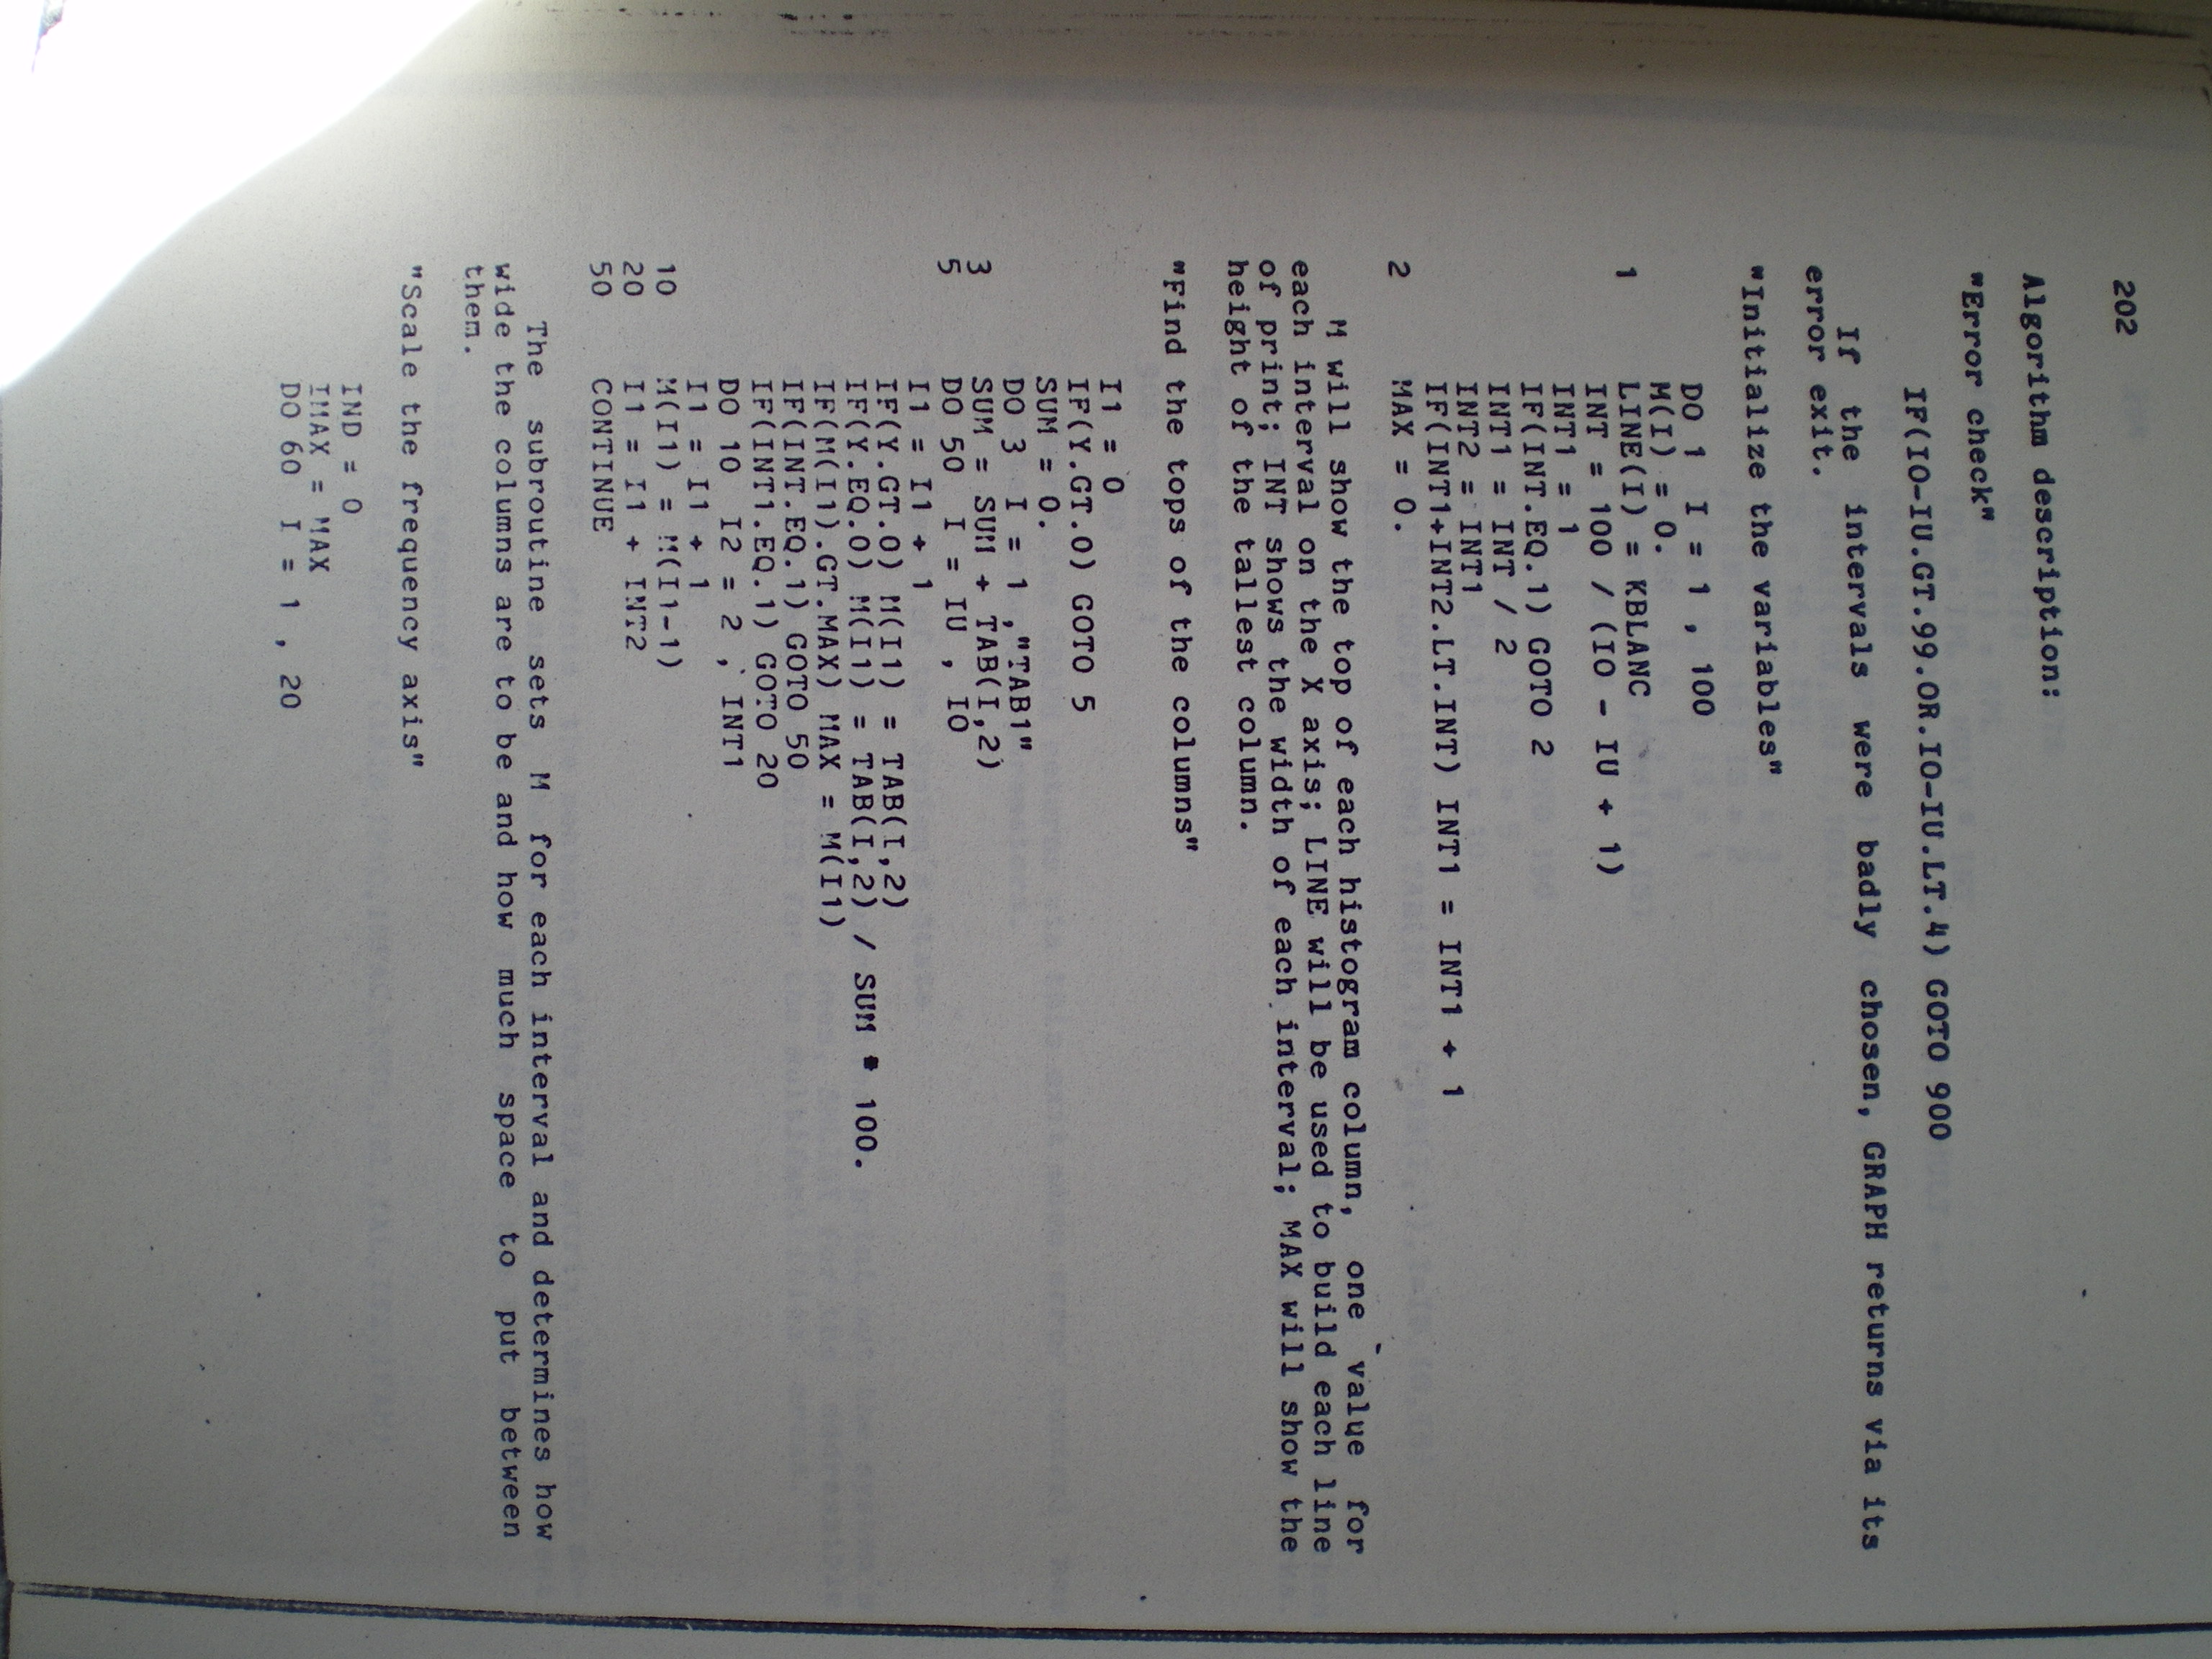 202
Algorithm description:
"Error check"
IF(IO-IU.GT.99.OR.IO-IU.LT.4) GOTO 900
If the intervals were badly chosen, GRAPH returns via its
error exit.
"Initialize the variables"
DO 1 I = 1 , 100
M(I) = 0.
1 LINE(I) = KBLANC
INT = 100 / (IO - IU + 1)
INT1 = 1
IF(INT.EQ.1) GOTO 2
INT1 = INT / 2
INT2 = INT1
IF(INT1+INT2.LT.INT) INT1 = INT1 + 1
2 MAX = 0.
M will show the top of each histogram column, one value for
each interval on the X axis; LINE will be used to build each line
of print; INT shows the width of each interval; MAX will show the
height of the tallest column.
"Find the tops of the columns"
I1 = 0
IF(Y.GT.0) GOTO 5
SUM = 0.
DO 3 I = 1 ,"TAB1"
3 SUM = SUM + TAB(I,2)
5 DO 50 I = IU , IO
I1 = I1 + 1
IF(Y.GT.0) M(I1) = TAB(I,2)
IF(Y.EQ.0) M(I1) = TAB(I,2) / SUM * 100.
IF(M(I1).GT.MAX) MAX = M(I1)
IF(INT.EQ.1) GOTO 50
IF(INT1.EQ.1) GOTO 20
DO 10 I2 = 2 , INT1
I1 = I1 + 1
10 M(I1) = M(I1-1)
20 I1 = I1 + INT2
50 CONTINUE
The subroutine sets M for each interval and determines how
wide the columns are to be and how much space to put between
them.
"Scale the frequency axis"
IND = 0
IMAX = MAX
DO 60 I = 1 , 20